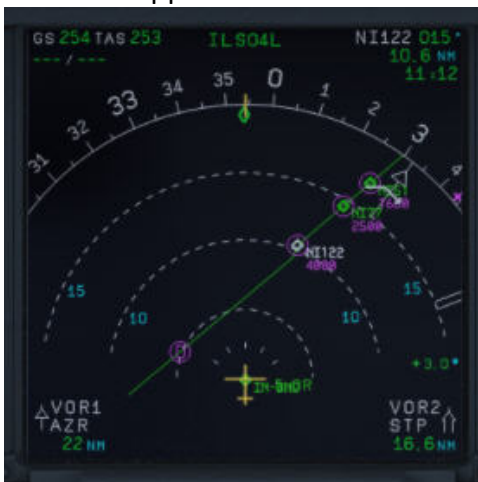 GS 254 TAS 253
ILS04L
NI122 015°
---/---
10.6 NM
11:12
31
32
33
34
35
0
1
2
3
4
2500
NI122
4000
15
15
10
10
+3.0°
VOR1
AZR
22 NM
VOR2
STP
16.6 NM